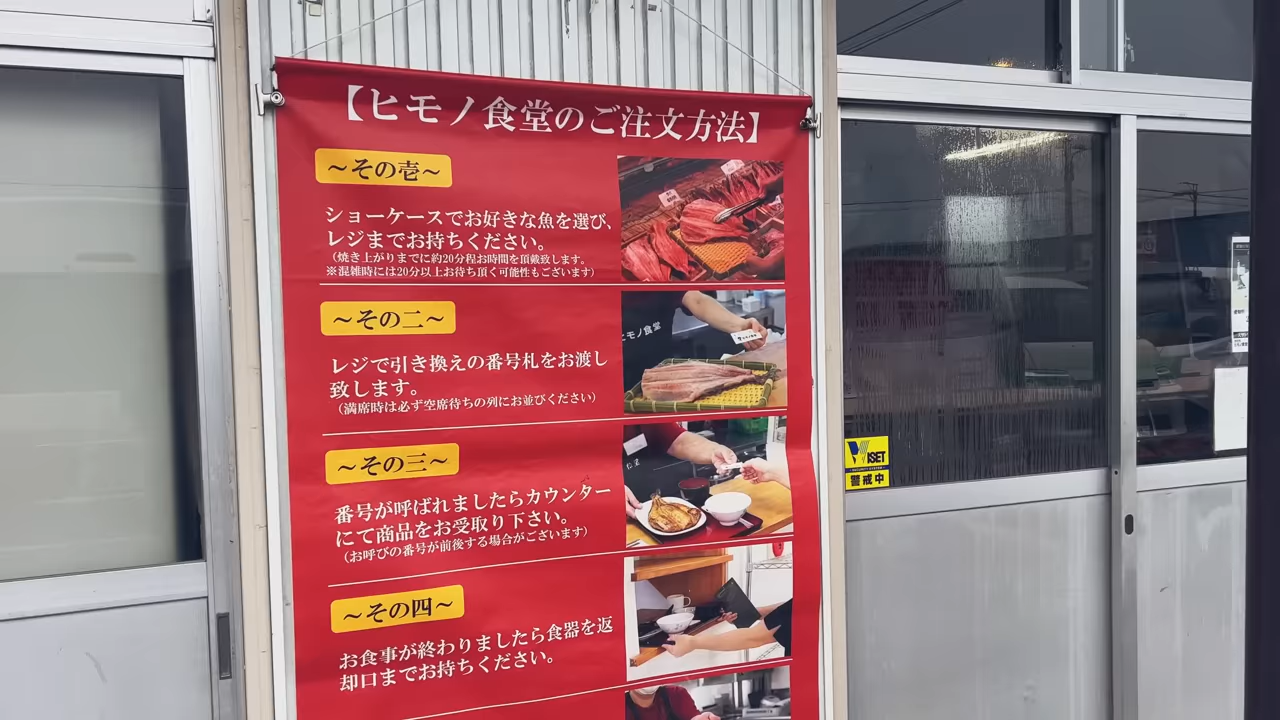 【ヒモノ食堂のご注文方法】
～その壱～
ショーケースでお好きな魚を選び、
レジまでお持ちください。
（焼き上がりまでに約20分程お時間を頂戴致します。
※混雑時には20分以上お待ち頂く可能性もございます）
～その二～
レジで引き換えの番号札をお渡し
致します。
（満席時は必ず空席待ちの列にお並びください）
ヒモノ食堂
～その三～
番号が呼ばれましたらカウンター
にて商品をお受取り下さい。
（お呼びの番号が前後する場合がございます）
～その四～
お食事が終わりましたら食器を返
却口までお持ちください。
VISET
警戒中